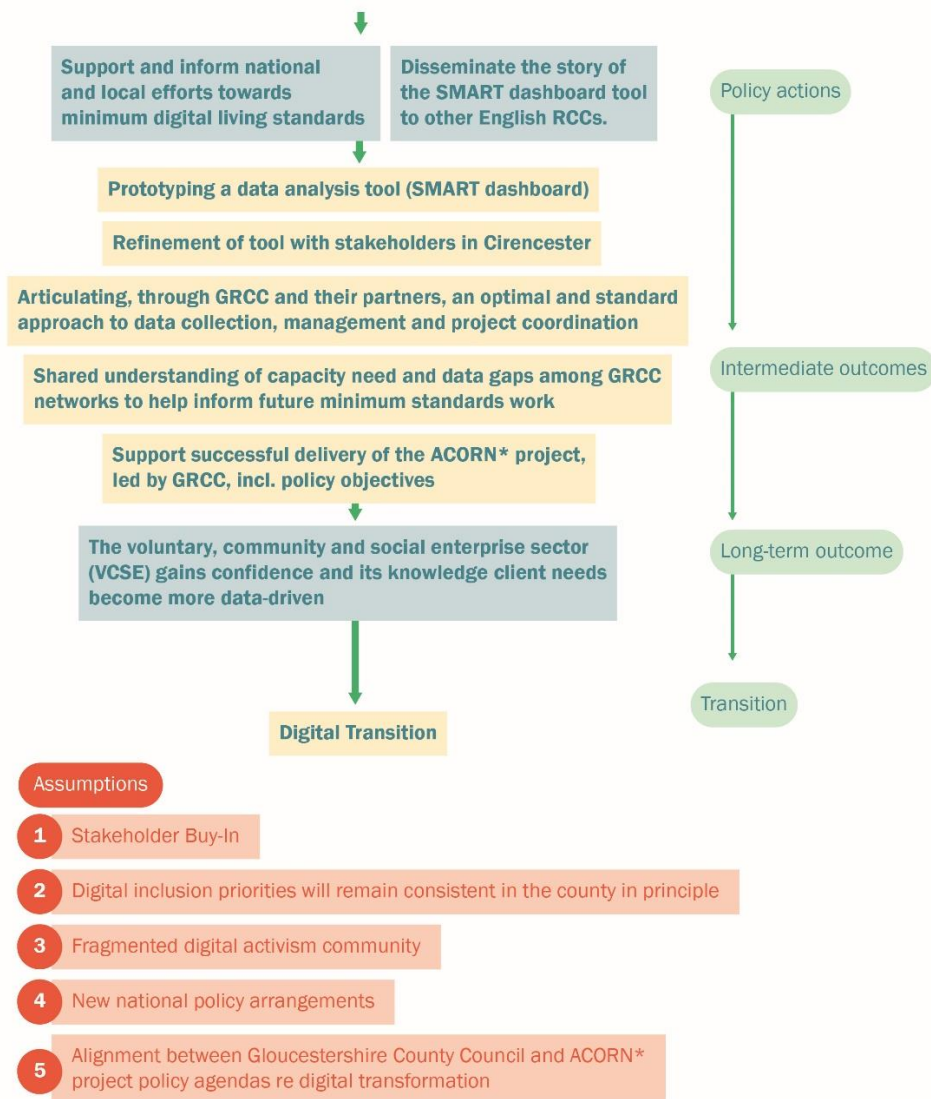 Support and inform national
and local efforts towards
minimum digital living standards
Disseminate the story of
the SMART dashboard tool
to other English RCCs.
Policy actions
Prototyping a data analysis tool (SMART dashboard)
Refinement of tool with stakeholders in Cirencester
Articulating, through GRCC and their partners, an optimal and standard
approach to data collection, management and project coordination
Shared understanding of capacity need and data gaps among GRCC
networks to help inform future minimum standards work
Intermediate outcomes
Support successful delivery of the ACORN* project,
led by GRCC, incl. policy objectives
The voluntary, community and social enterprise sector
(VCSE) gains confidence and its knowledge client needs
become more data-driven
Long-term outcome
Transition
Digital Transition
Assumptions
1 Stakeholder Buy-In
2 Digital inclusion priorities will remain consistent in the county in principle
3 Fragmented digital activism community
4 New national policy arrangements
5 Alignment between Gloucestershire County Council and ACORN*
project policy agendas re digital transformation